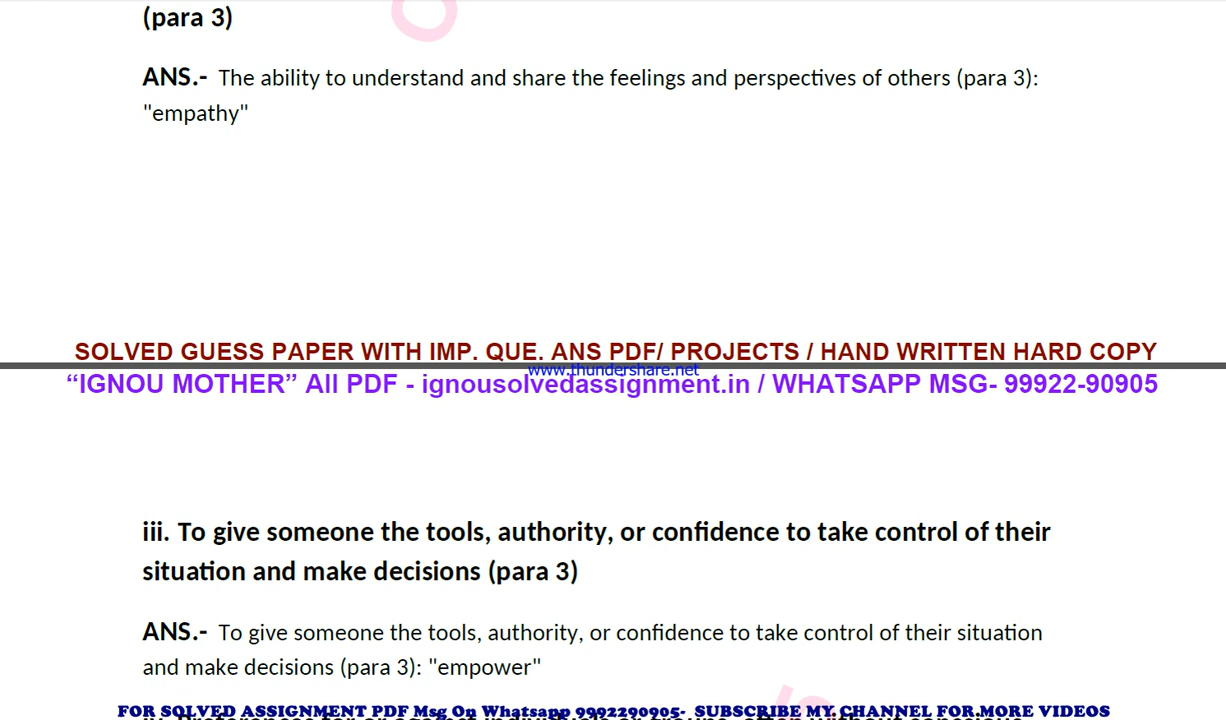 (para 3)
ANS.- The ability to understand and share the feelings and perspectives of others (para 3):
"empathy"
SOLVED GUESS PAPER WITH IMP. QUE. ANS PDF/ PROJECTS / HAND WRITTEN HARD COPY
www.thundershare.net
“IGNOU MOTHER” All PDF - ignousolvedassignment.in / WHATSAPP MSG- 99922-90905
iii. To give someone the tools, authority, or confidence to take control of their
situation and make decisions (para 3)
ANS.- To give someone the tools, authority, or confidence to take control of their situation
and make decisions (para 3): "empower"
FOR SOLVED ASSIGNMENT PDF Msg On Whatsapp 9992290905- SUBSCRIBE MY CHANNEL FOR MORE VIDEOS